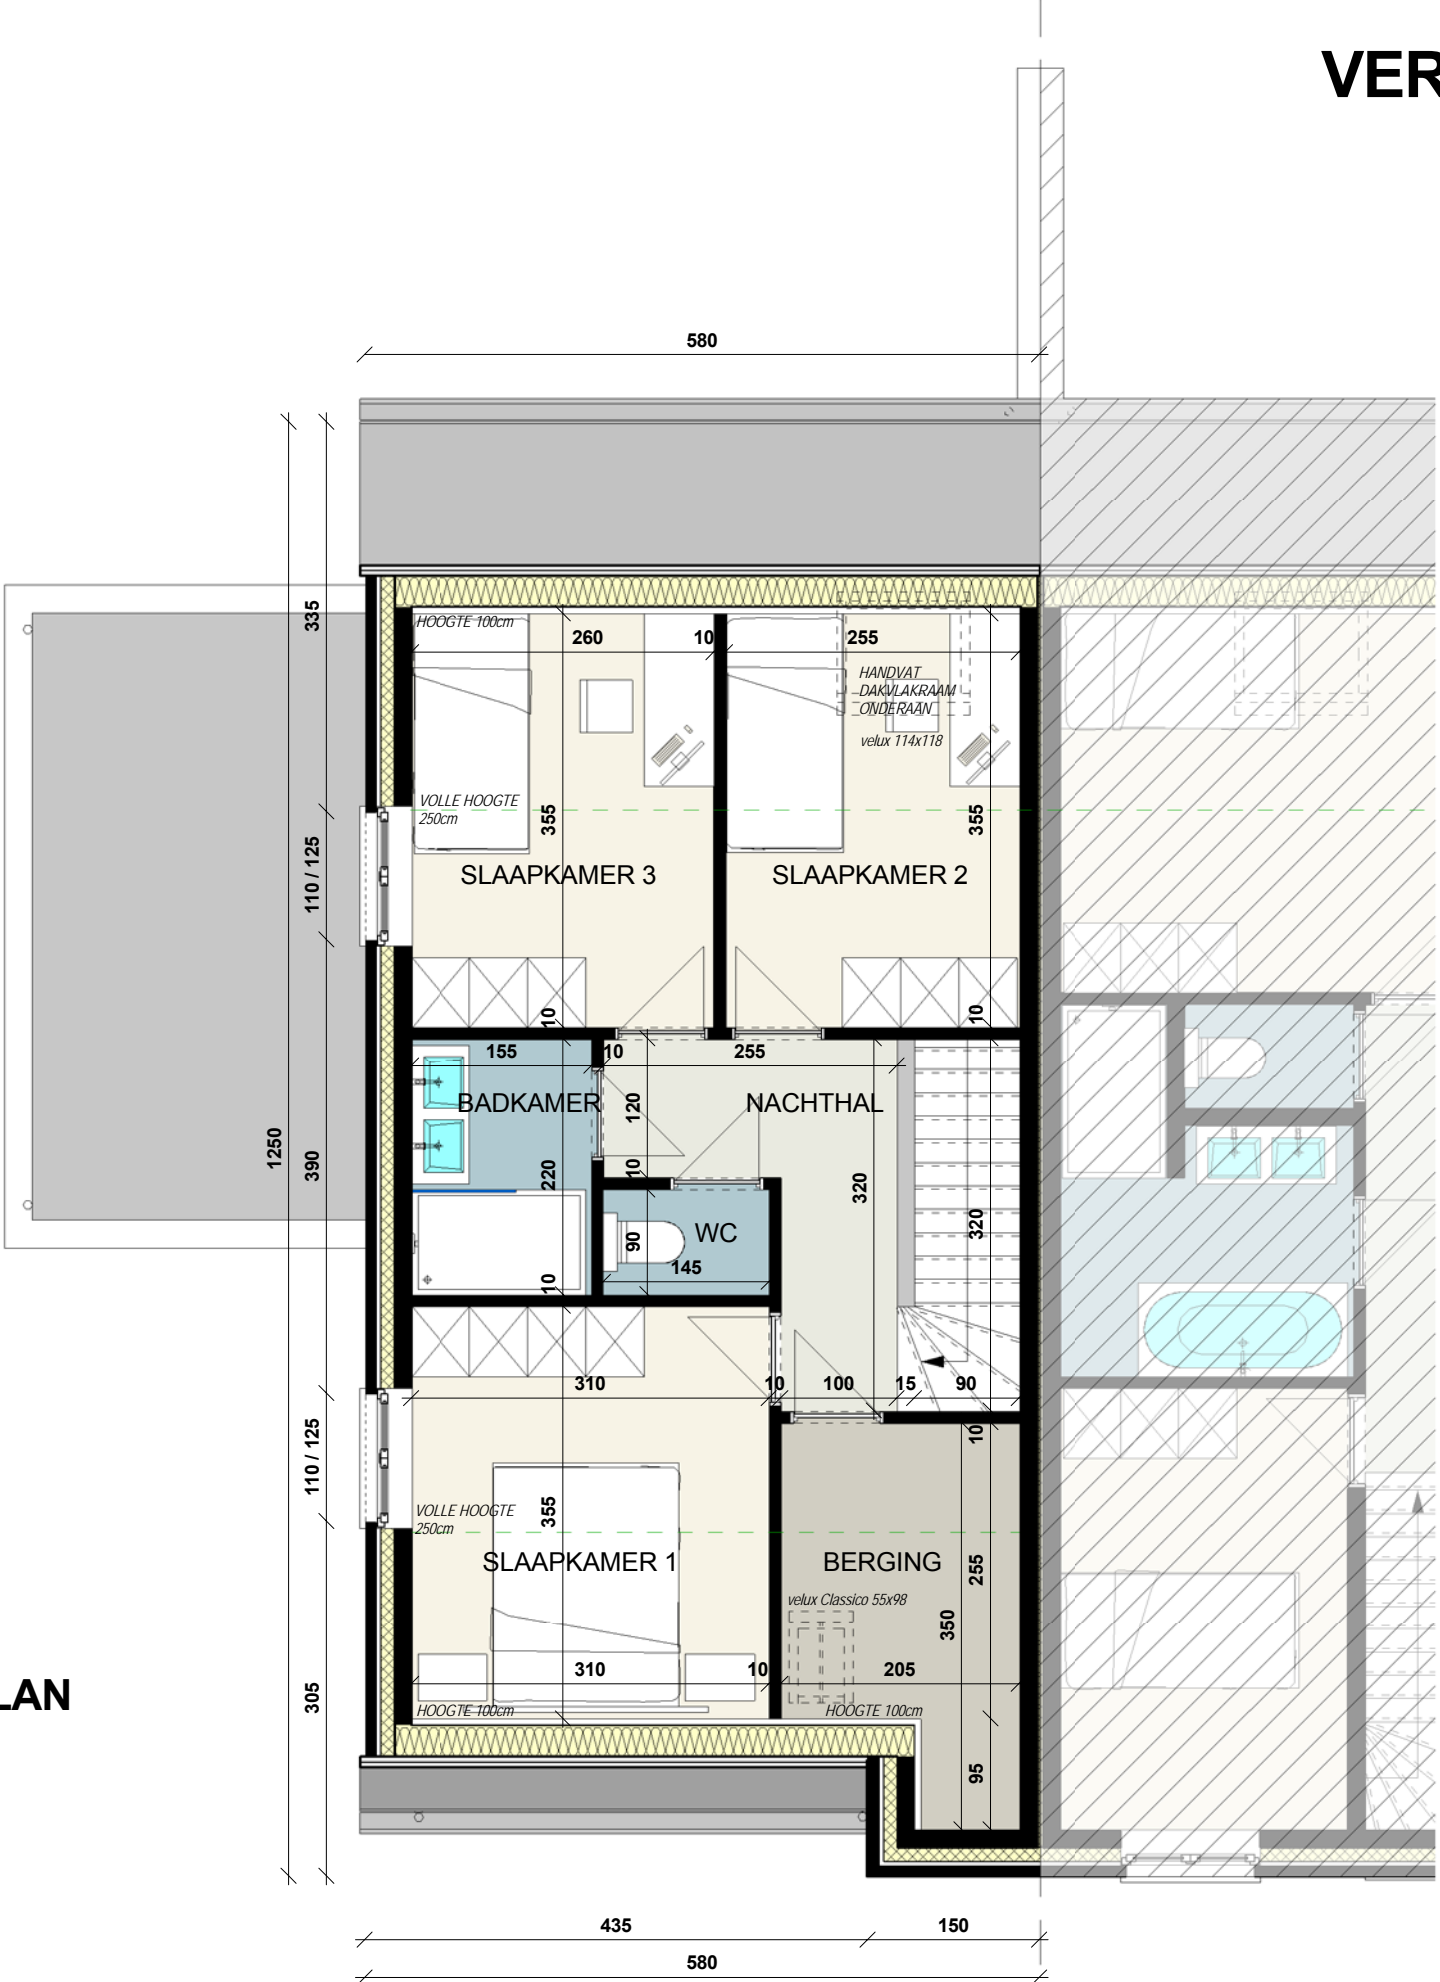 VER
580
HOOGTE 100cm
260
10
255
HANDVAT
DAKVLAKRAAM
ONDERAAN
velux 114x118
335
VOLLE HOOGTE
250cm
355
355
110 / 125
SLAAPKAMER 3
SLAAPKAMER 2
10
10
155
10
255
BADKAMER
NACHTHAL
120
1250
390
220
10
320
320
WC
90
145
10
310
10
100
15
90
10
110 / 125
VOLLE HOOGTE
250cm
355
SLAAPKAMER 1
BERGING
255
velux Classico 55x98
350
310
10
205
LAN
305
HOOGTE 100cm
HOOGTE 100cm
95
435
150
580